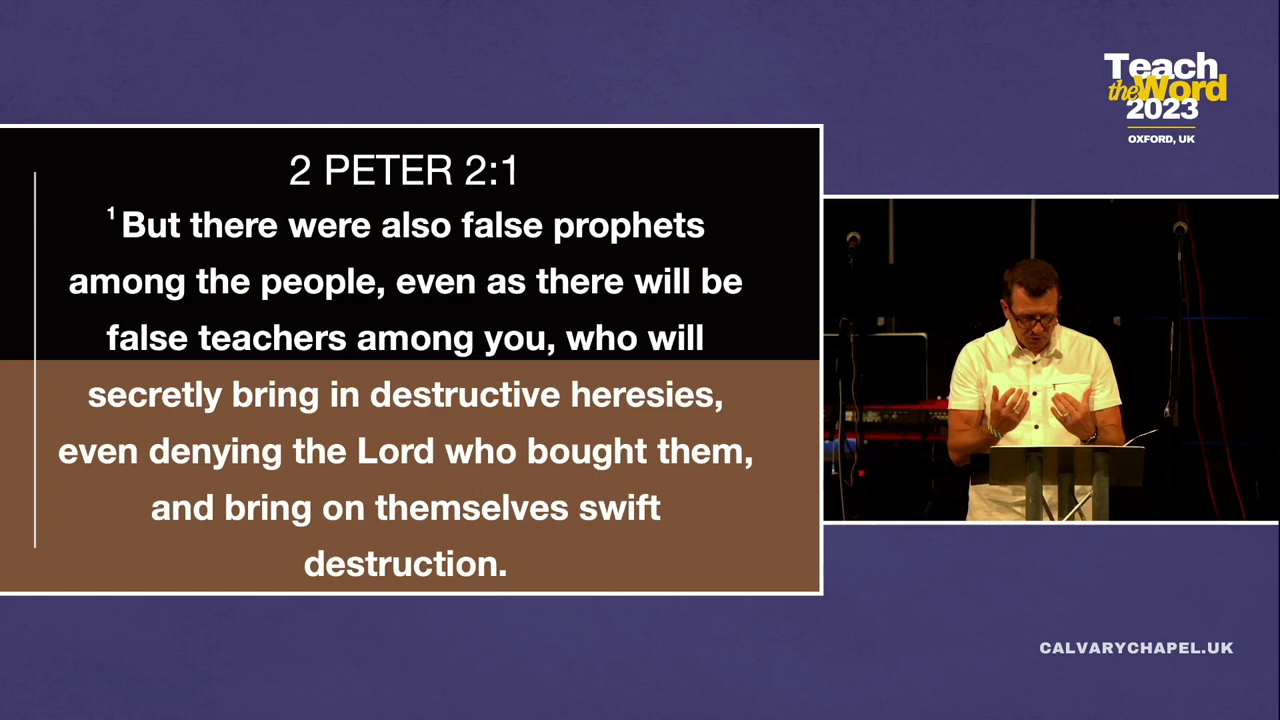 2 PETER 2:1
1 But there were also false prophets
among the people, even as there will be
false teachers among you, who will
secretly bring in destructive heresies,
even denying the Lord who bought them,
and bring on themselves swift
destruction.
Teach
the Word
2023
OXFORD, UK
CALVARYCHAPEL.UK